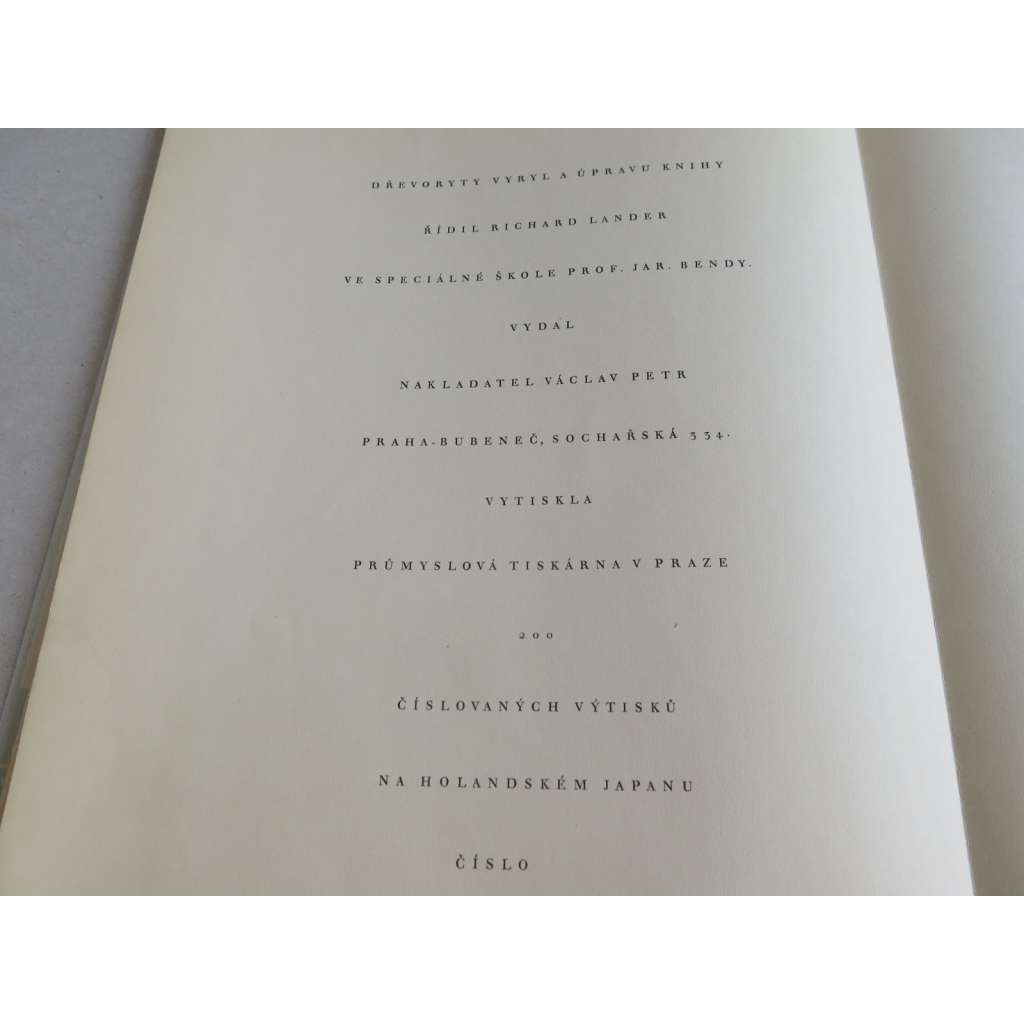 DŘEVORYTY VYRYL A ÚPRAVU KNIHY
ŘÍDIL RICHARD LANDER
VE SPECIÁLNÉ ŠKOLE PROF. JAR. BENDY.
VYDAL
NAKLADATEL VÁCLAV PETR
PRAHA-BUBENEČ, SOCHAŘSKÁ 334.
VYTISKLA
PRŮMYSLOVÁ TISKÁRNA V PRAZE
200
ČÍSLOVANÝCH VÝTISKŮ
NA HOLANDSKÉM JAPANU
ČÍSLO